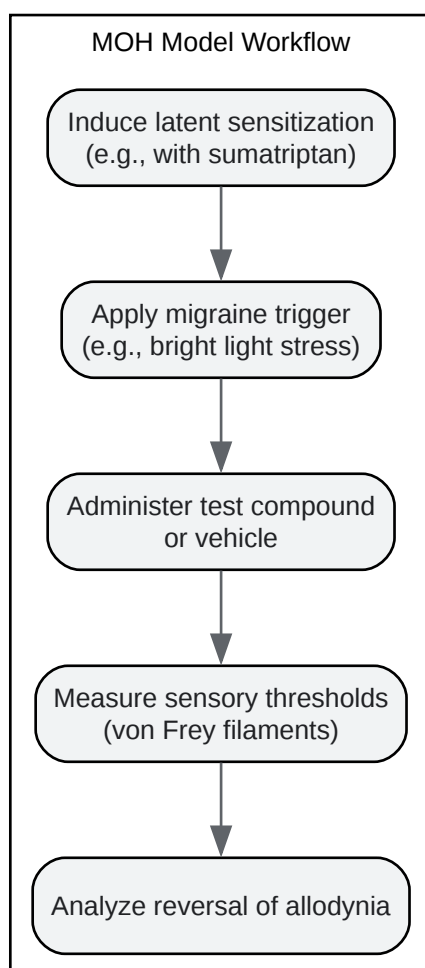 MOH Model Workflow
Induce latent sensitization
(e.g., with sumatriptan)
Apply migraine trigger
(e.g., bright light stress)
Administer test compound
or vehicle
Measure sensory thresholds
(von Frey filaments)
Analyze reversal of allodynia